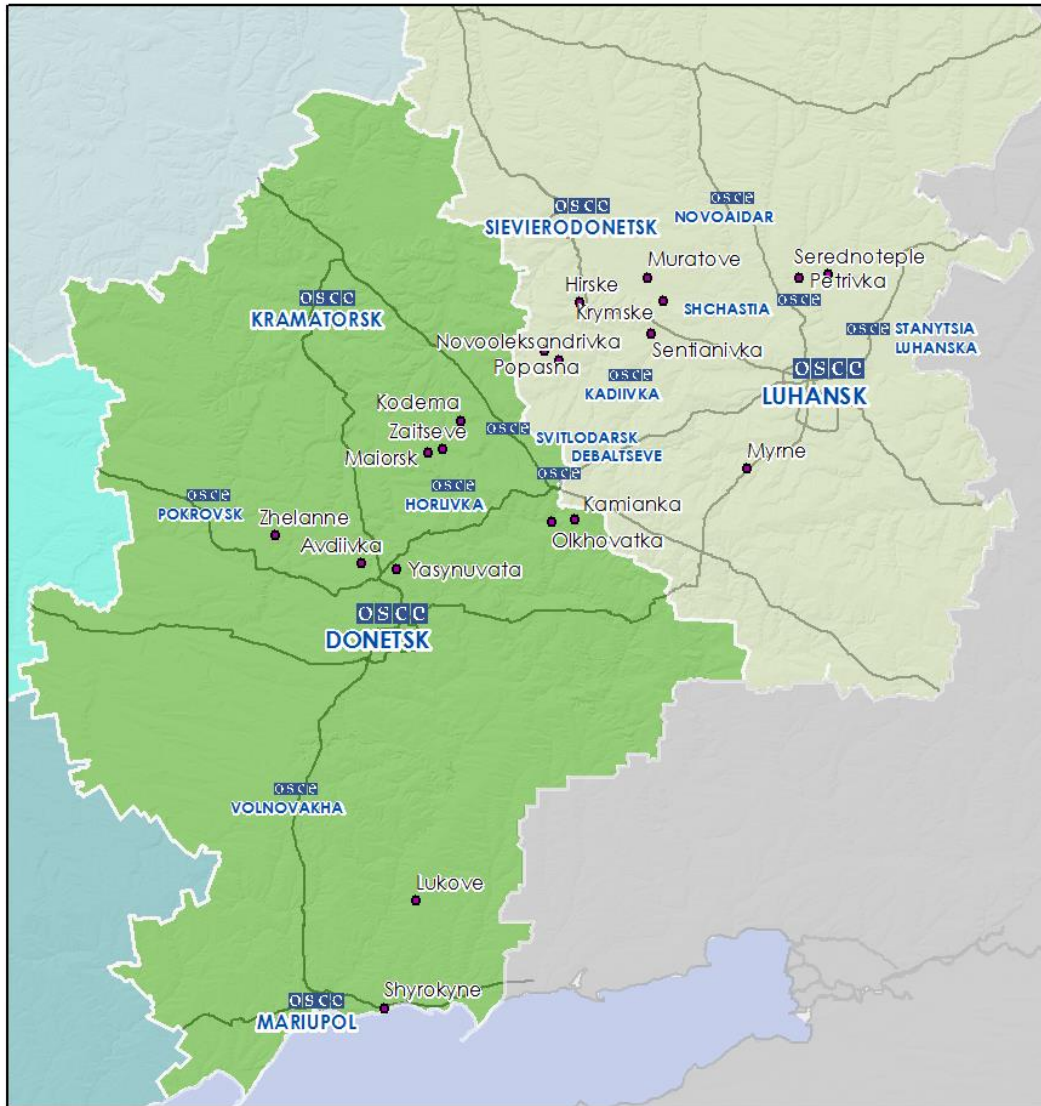 osce
NOVOAIDAR
OSCE
SIEVIERODONETSK
Muratove
Serednoteple
Petrivka
Hirske
osce
OSCE
KRAMATORSK
Krymske
SHCHASTIA
osce
STANYTSIA
LUHANSKA
Novooleksandrivka
Sentianivka
Popasna
osce
KADIIVKA
OSCE
LUHANSK
Kodema
Zaitseve
Maiorsk
osce
SVITLODARSK
DEBALTSEVE
osce
Myrne
osce
HORLIVKA
osce
POKROVSK
Kamianka
Olkhovatka
Zhelanne
Avdiivka
Yasynuvata
OSCE
DONETSK
osce
VOLNOVAKHA
Lukove
Shyrokyne
OSCE
MARIUPOL